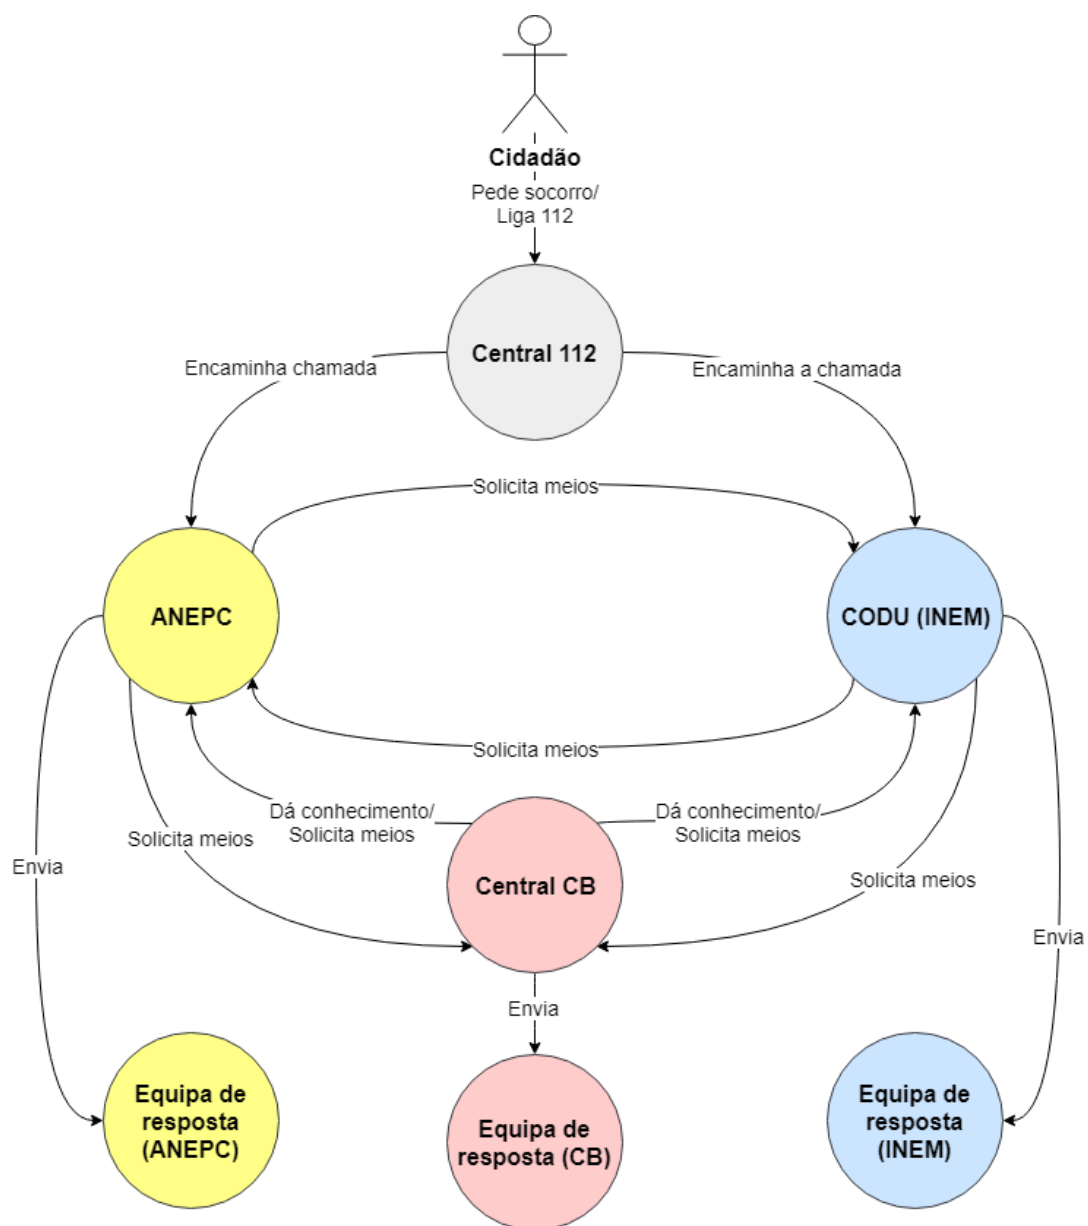 Cidadão
Pede socorro/
Liga 112
Central 112
Encaminha chamada
Encaminha a chamada
Solicita meios
ANEPC
CODU (INEM)
Solicita meios
Dá conhecimento/
Solicita meios
Dá conhecimento/
Solicita meios
Solicita meios
Envia
Central CB
Solicita meios
Envia
Envia
Equipa de
resposta
(ANEPC)
Equipa de
resposta (CB)
Equipa de
resposta
(INEM)